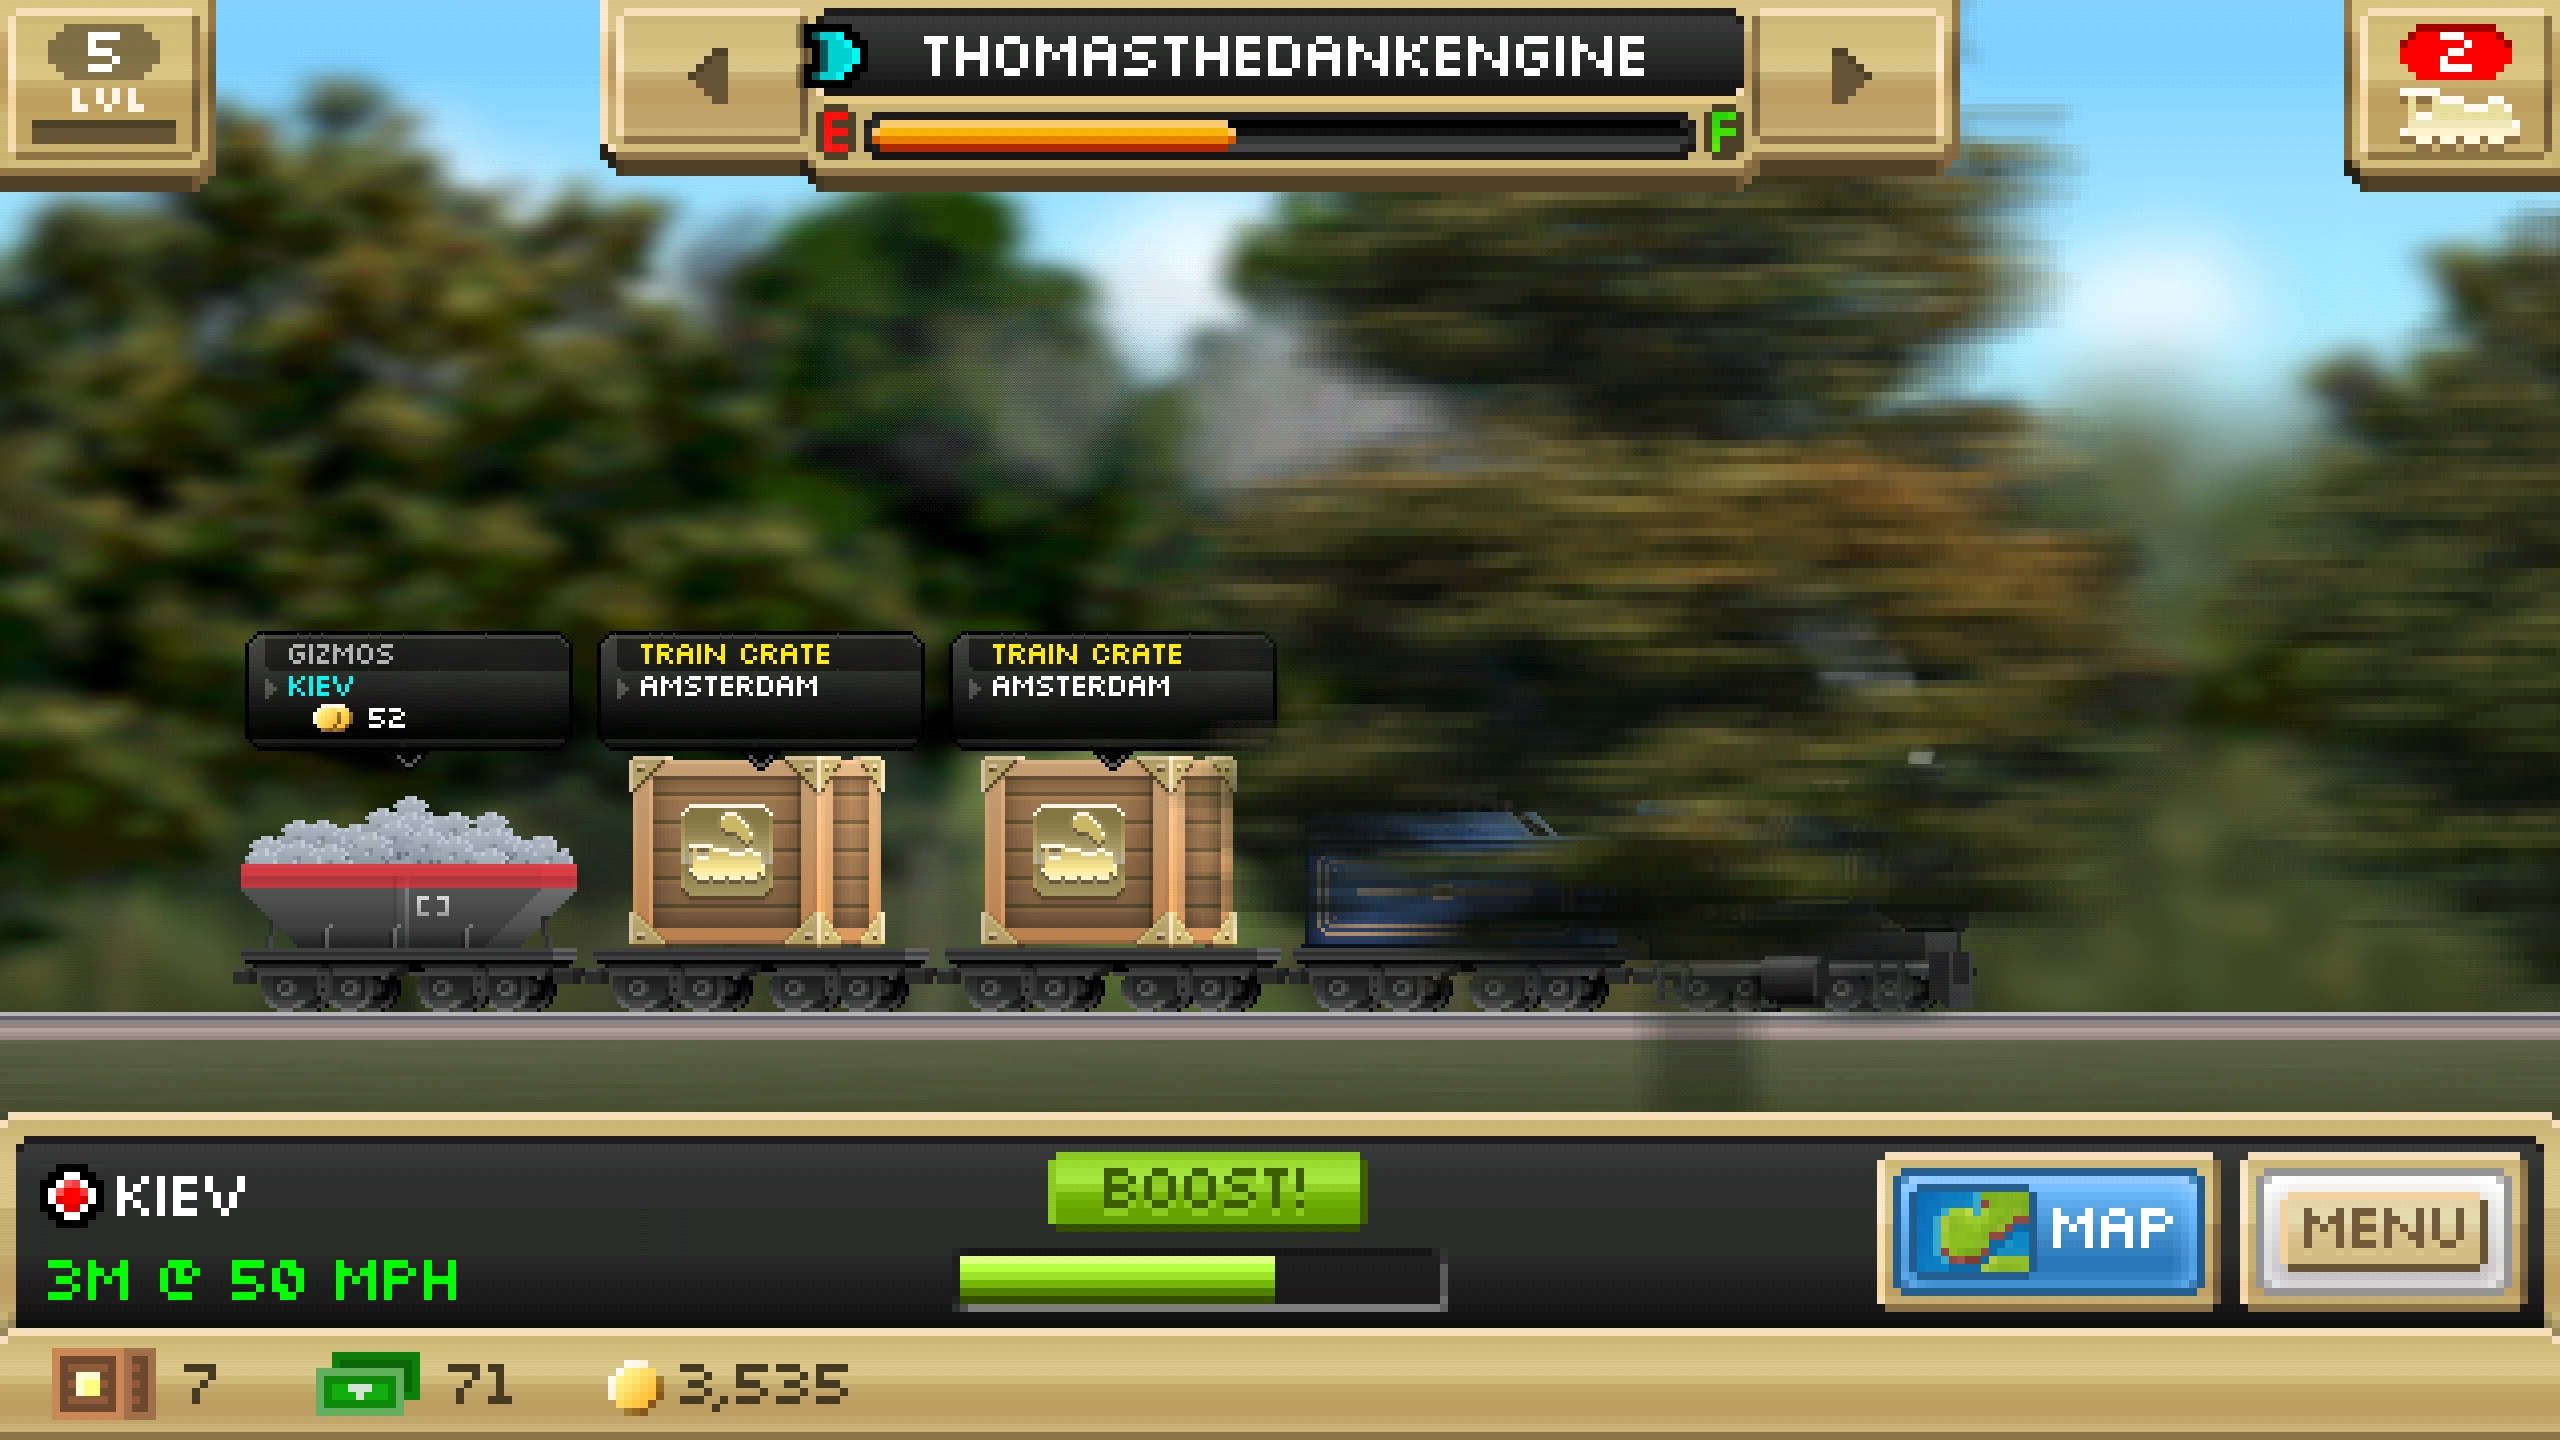 5
LVL
THOMASTHEDANKENGINE
E F
2
GIZMOS
KIEV
52
TRAIN CRATE
AMSTERDAM
TRAIN CRATE
AMSTERDAM
KIEV
3M @ 50 MPH
BOOST!
MAP
MENU
7
71
3,535